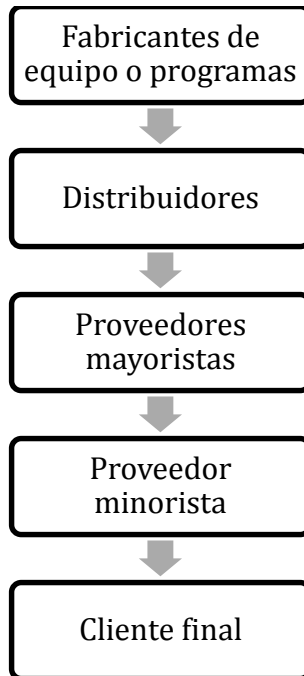 Fabricantes de
equipo o programas
Distribuidores
Proveedores
mayoristas
Proveedor
minorista
Cliente final